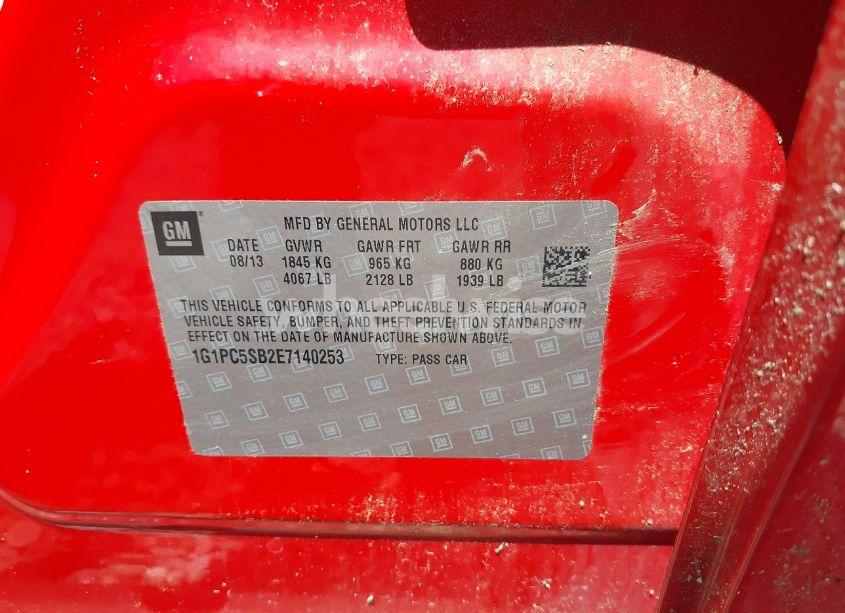 GM
MFD BY GENERAL MOTORS LLC
DATE GVWR GAWR FRT GAWR RR
08/13 1845 KG 965 KG 880 KG
4067 LB 2128 LB 1939 LB
THIS VEHICLE CONFORMS TO ALL APPLICABLE U.S. FEDERAL MOTOR
VEHICLE SAFETY, BUMPER, AND THEFT PREVENTION STANDARDS IN
EFFECT ON THE DATE OF MANUFACTURE SHOWN ABOVE.
1G1PC5SB2E7140253 TYPE: PASS CAR